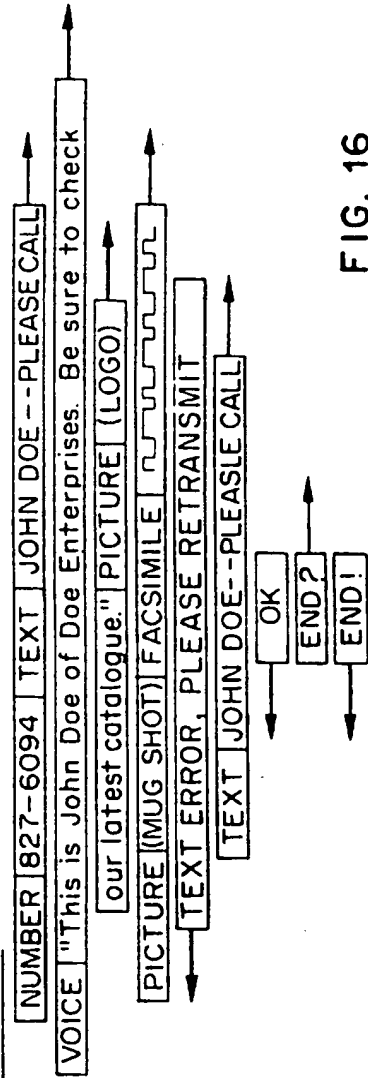 NUMBER 827-6094 TEXT JOHN DOE--PLEASE CALL
VOICE "This is John Doe of Doe Enterprises. Be sure to check
our latest catalogue." PICTURE (LOGO)
PICTURE (MUG SHOT) FACSIMILE
TEXT ERROR, PLEASE RETRANSMIT
TEXT JOHN DOE--PLEASLE CALL
OK
END?
END!
FIG. 16